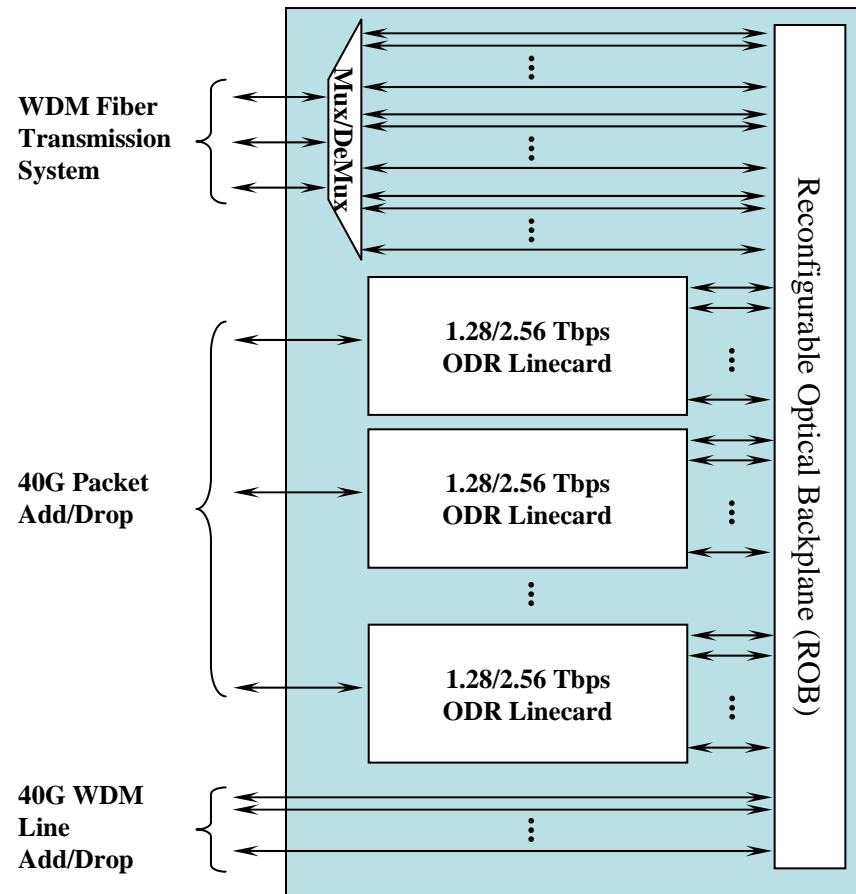 WDM Fiber
Transmission
System
Mux/DeMux
1.28/2.56 Tbps
ODR Linecard
40G Packet
Add/Drop
1.28/2.56 Tbps
ODR Linecard
1.28/2.56 Tbps
ODR Linecard
Reconfigurable Optical Backplane (ROB)
40G WDM
Line
Add/Drop